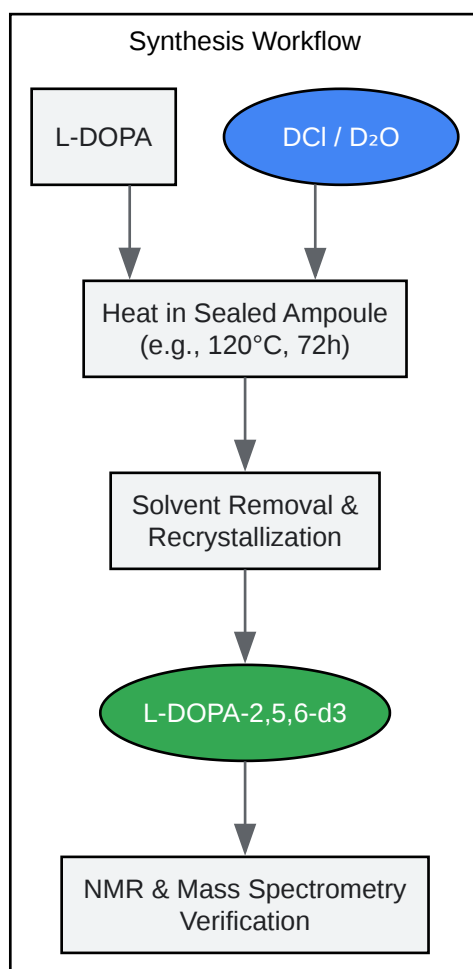 Synthesis Workflow
L-DOPA
DCl / D₂O
Heat in Sealed Ampoule
(e.g., 120°C, 72h)
Solvent Removal &
Recrystallization
L-DOPA-2,5,6-d3
NMR & Mass Spectrometry
Verification